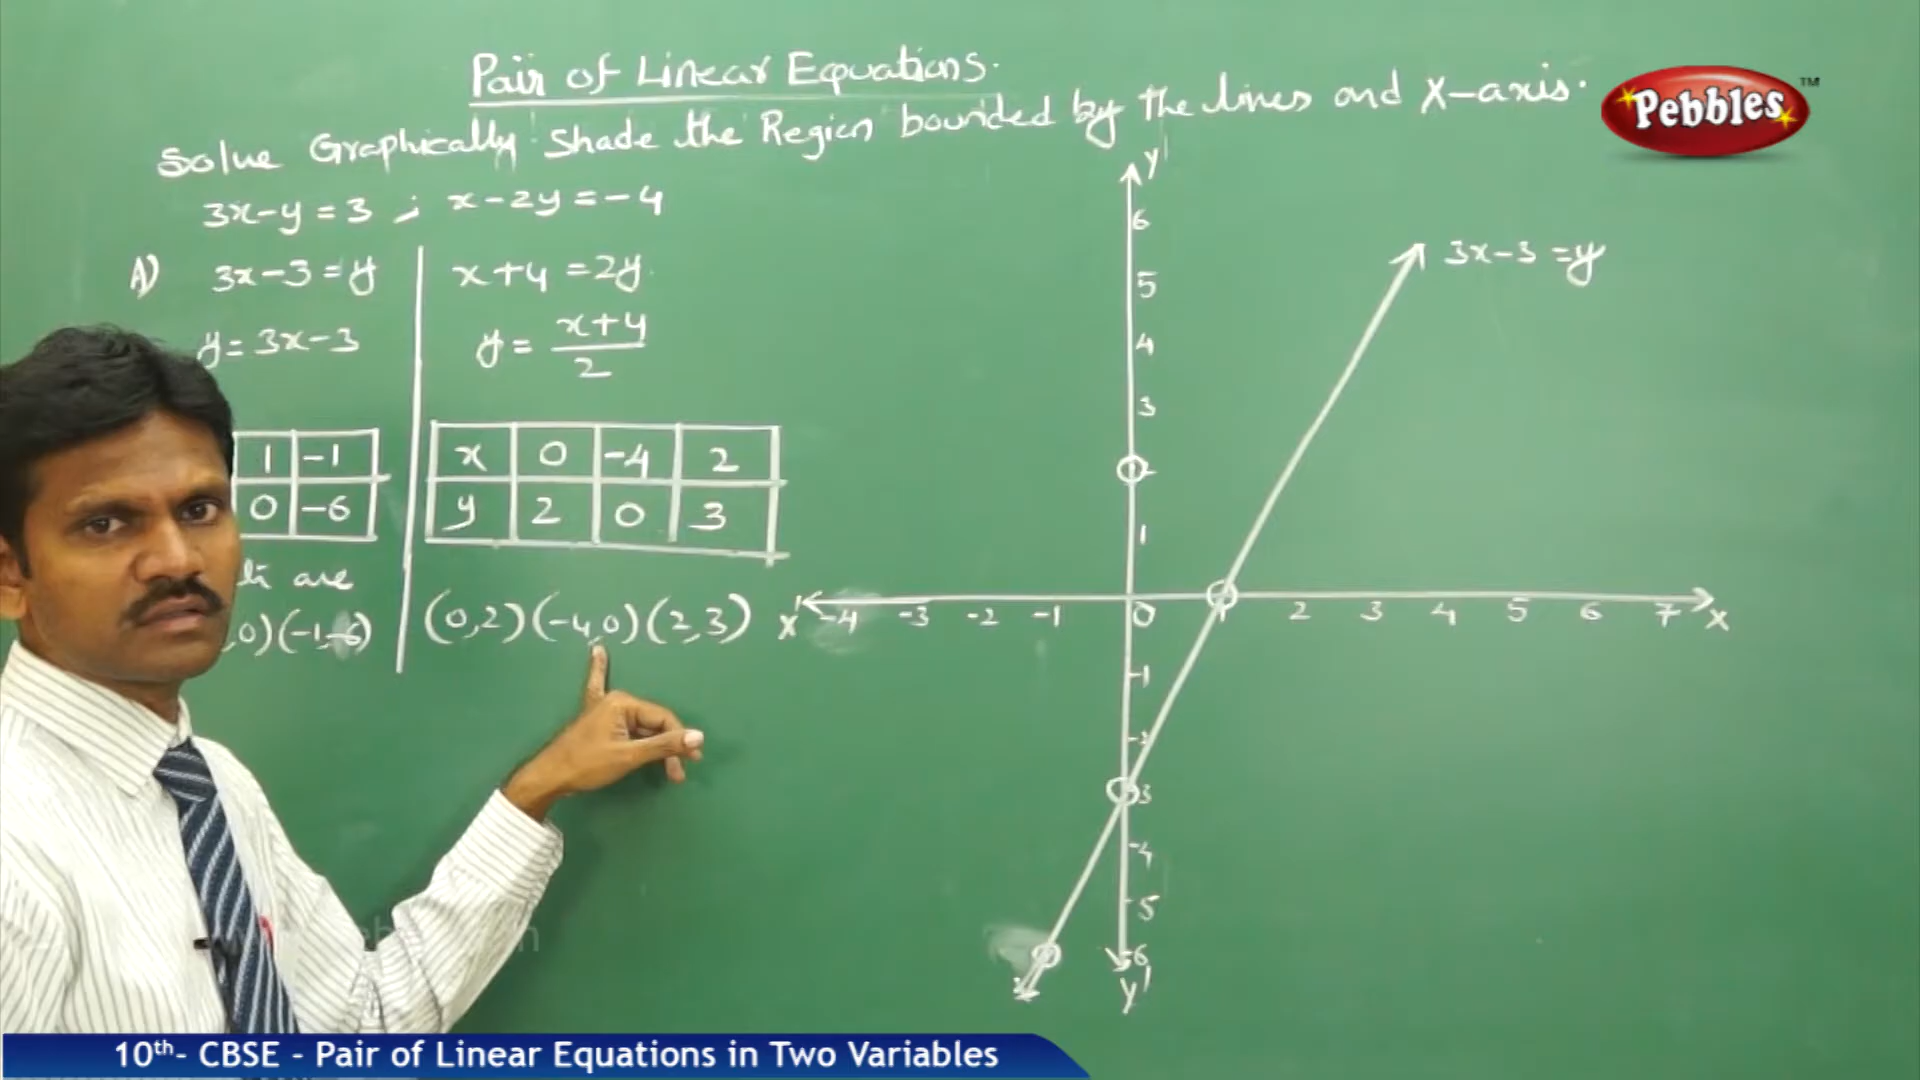 Pair of Linear Equations.
Solve Graphically. Shade the Region bounded by the lines and X-axis.
Pebbles™
3x-y=3 ; x-2y=-4
A) 3x-3=y
y=3x-3
1 -1
0 -6
are
,0)(-1,-6)
x+4=2y.
y= x+4
2
x 0 -4 2
y 2 0 3
(0,2)(-4,0)(2,3)
y'
6
5
4
3
2
1
3x-3=y
x' -4 -3 -2 -1 0 1 2 3 4 5 6 7 x
-1
-2
3
-4
-5
-6
y'
10th- CBSE - Pair of Linear Equations in Two Variables